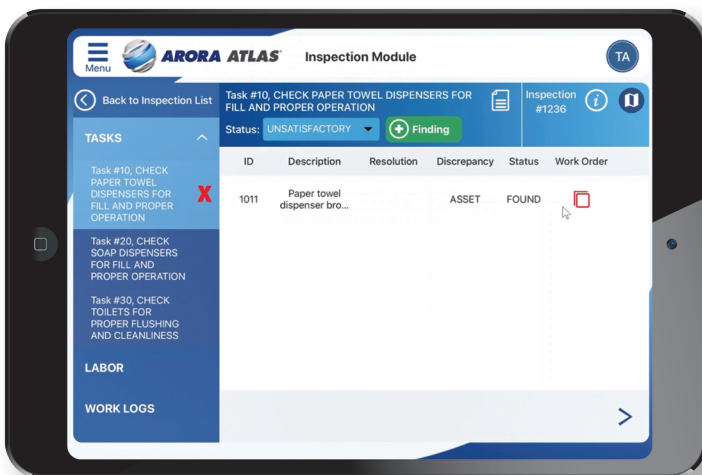 Menu
ARORA ATLAS
Inspection Module
TA
Back to Inspection List
TASKS
Task #10, CHECK
PAPER TOWEL
DISPENSERS FOR
FILL AND PROPER
OPERATION
X
Task #20, CHECK
SOAP DISPENSERS
FOR FILL AND
PROPER OPERATION
Task #30, CHECK
TOILETS FOR
PROPER FLUSHING
AND CLEANLINESS
LABOR
WORK LOGS
Task #10, CHECK PAPER TOWEL DISPENSERS FOR
FILL AND PROPER OPERATION
Status: UNSATISFACTORY Finding
Inspection
#1236
ID Description Resolution Discrepancy Status Work Order
1011 Paper towel
dispenser bro... ASSET FOUND